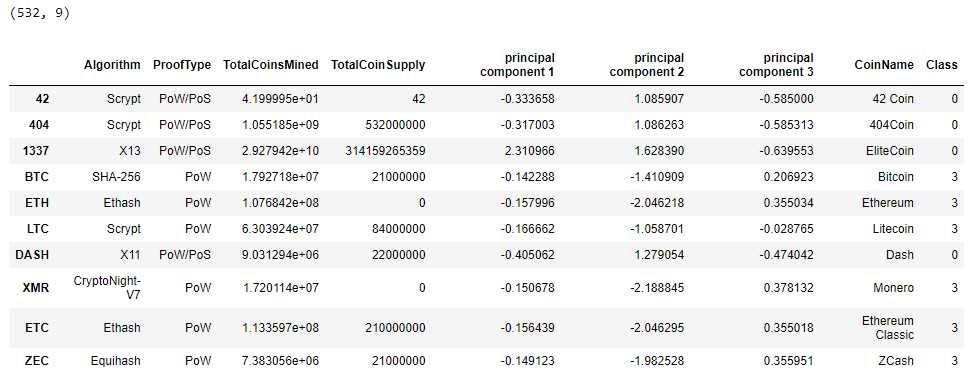 (532, 9)
Algorithm ProofType TotalCoinsMined TotalCoinSupply principal component 1 principal component 2 principal component 3 CoinName Class
42 Scrypt PoW/PoS 4.199995e+01 42 -0.333658 1.085907 -0.585000 42 Coin 0
404 Scrypt PoW/PoS 1.055185e+09 532000000 -0.317003 1.086263 -0.585313 404Coin 0
1337 X13 PoW/PoS 2.927942e+10 314159265359 2.310966 1.628390 -0.639553 EliteCoin 0
BTC SHA-256 PoW 1.792718e+07 21000000 -0.142288 -1.410909 0.206923 Bitcoin 3
ETH Ethash PoW 1.076842e+08 0 -0.157996 -2.046218 0.355034 Ethereum 3
LTC Scrypt PoW 6.303924e+07 84000000 -0.166662 -1.058701 -0.028765 Litecoin 3
DASH X11 PoW/PoS 9.031294e+06 22000000 -0.405062 1.279054 -0.474042 Dash 0
XMR CryptoNight-V7 PoW 1.720114e+07 0 -0.150678 -2.188845 0.378132 Monero 3
ETC Ethash PoW 1.133597e+08 210000000 -0.156439 -2.046295 0.355018 Ethereum Classic 3
ZEC Equihash PoW 7.383056e+06 21000000 -0.149123 -1.982528 0.355951 ZCash 3